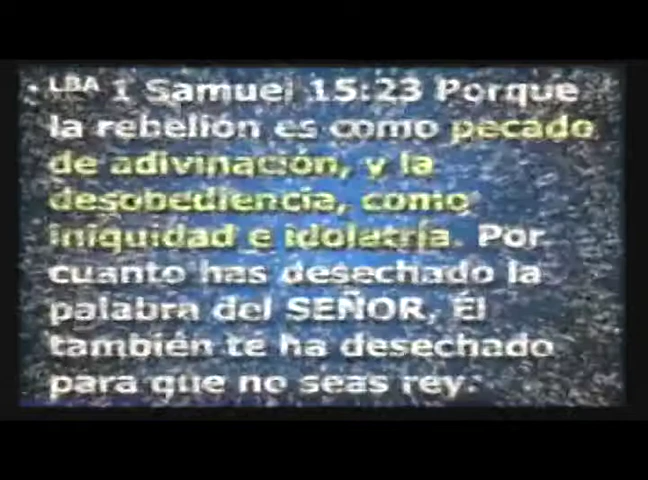 LBA 1 Samuel 15:23 Porque
la rebelión es como pecado
de adivinación, y la
desobediencia, como
iniquidad e idolatría. Por
cuanto has desechado la
palabra del SEÑOR, Él
también te ha desechado
para que no seas rey.